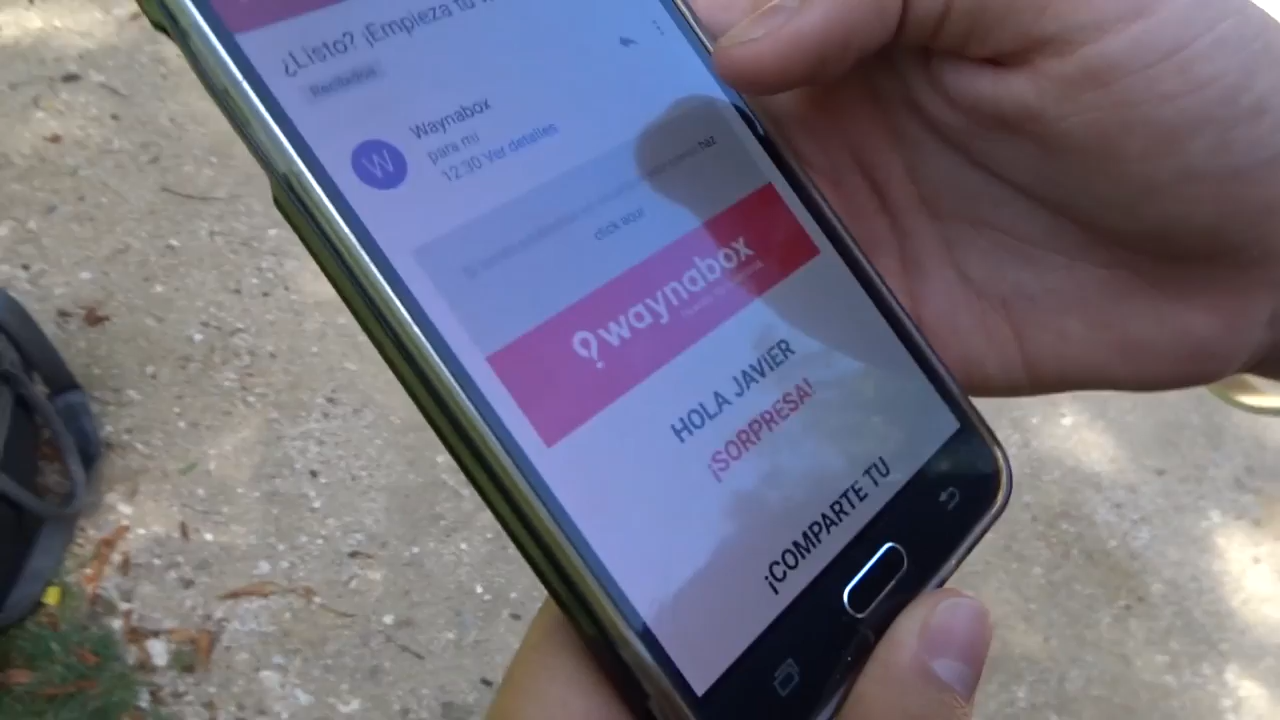 ¿Listo? ¡Empieza tu
Recibidos
W
Waynabox
para mí
12:30 Ver detalles
haz
click aquí
waynabox
HOLA JAVIER
¡SORPRESA!
¡COMPARTE TU